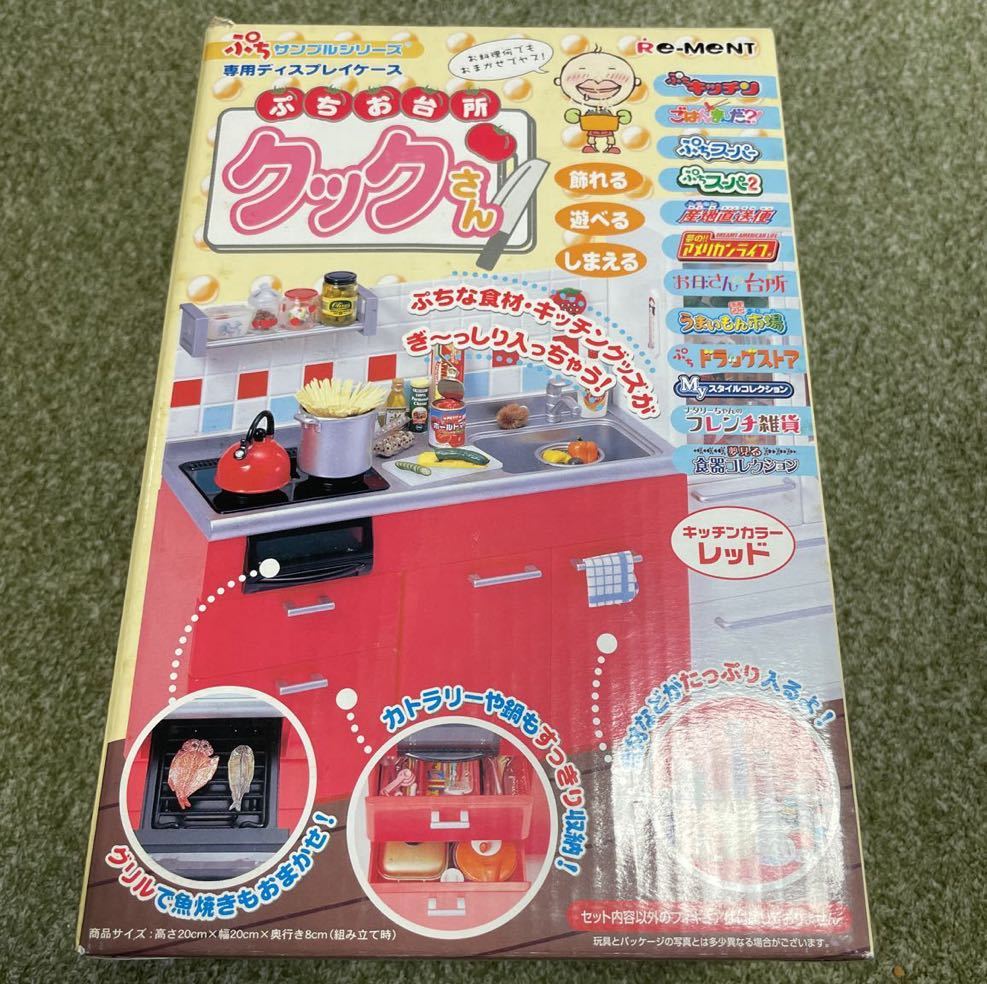 ぷちサンプルシリーズ
専用ディスプレイケース
ぷちお台所
クックさん
お料理何でも
おまかせでヤス!
Re-MeNT
飾れる
遊べる
しまえる
ぷちキッチン
ごはんまだ?!
ぷちスーパー
ぷちスーパー2
産地直送便
夢の!!
DREAMY AMERICAN LIFE
アメリカンライフ
お母さん 台所
うまいもん市場
ぷち ドラッグストア
Myスタイルコレクション
ナタリーちゃんの
フレンチ雑貨
夢見る
食器コレクション
ぷちな食材・キッチングッズが
ぎ〜っしり入っちゃう!
キッチンカラー
レッド
グリルで魚焼きもおまかせ!
カトラリーや鍋もすっきり収納!
などがたっぷり入るよ!
セット内容以外の
商品サイズ:高さ20cm×幅20cm×奥行き8cm(組み立て時)
玩具とパッケージの写真とは多少異なる場合がございます。